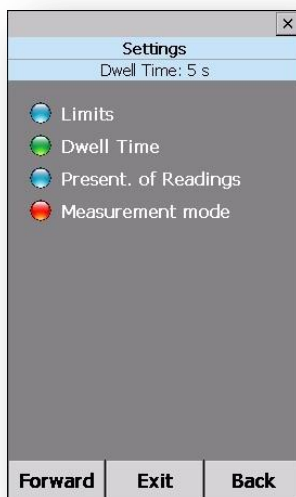 Settings
Dwell Time: 5 s
Limits
Dwell Time
Present. of Readings
Measurement mode
Forward Exit Back